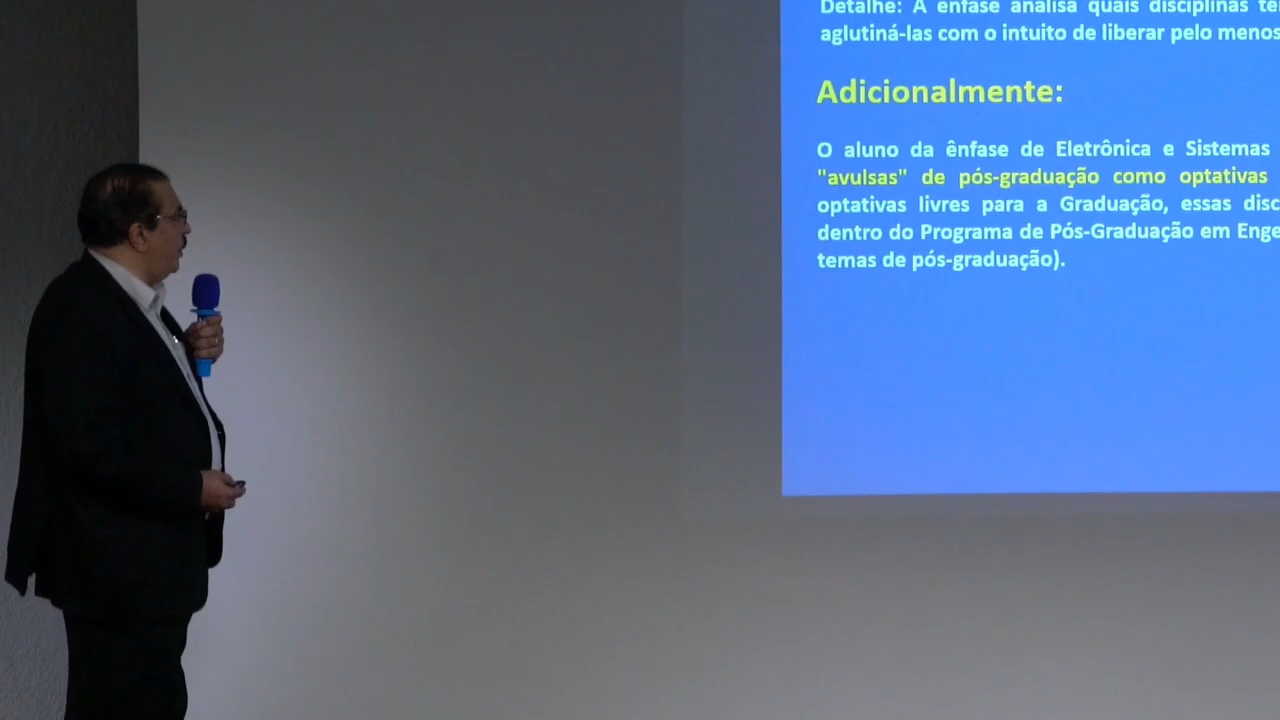 Detalhe: A ênfase analisa quais disciplinas
aglutiná-las com o intuito de liberar pelo menos
Adicionalmente:
O aluno da ênfase de Eletrônica e Sistemas
"avulsas" de pós-graduação como optativas
optativas livres para a Graduação, essas disc
dentro do Programa de Pós-Graduação em Enge
temas de pós-graduação).